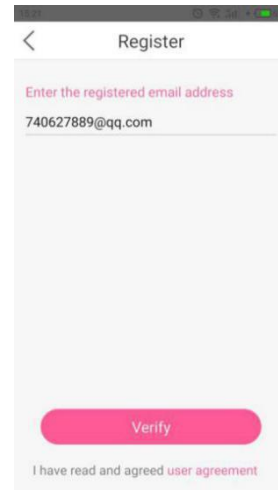 Register
Enter the registered email address
740627889@qq.com
Verify
I have read and agreed user agreement